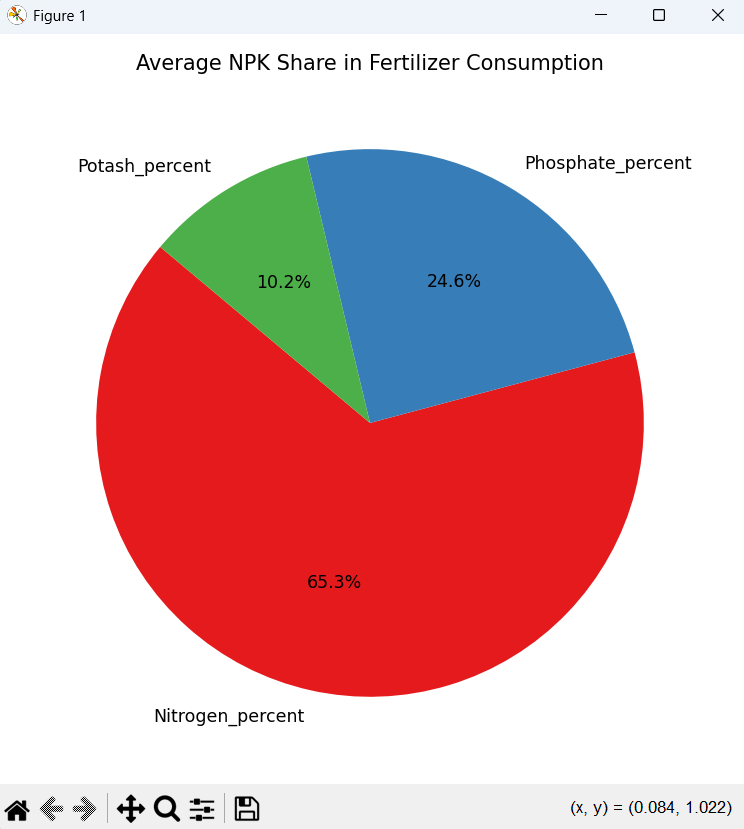 Figure 1
Average NPK Share in Fertilizer Consumption
Phosphate_percent
Potash_percent
24.6%
10.2%
65.3%
Nitrogen_percent
(x, y) = (0.084, 1.022)